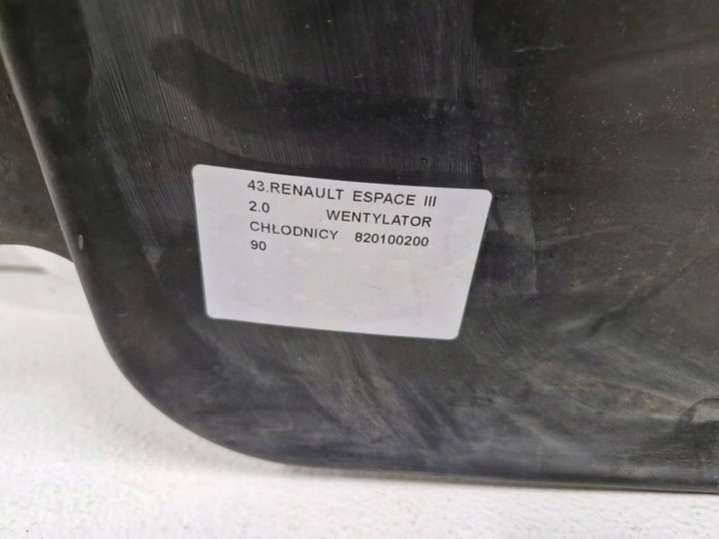 43.RENAULT ESPACE III
2.0 WENTYLATOR
CHŁODNICY 820100200
90